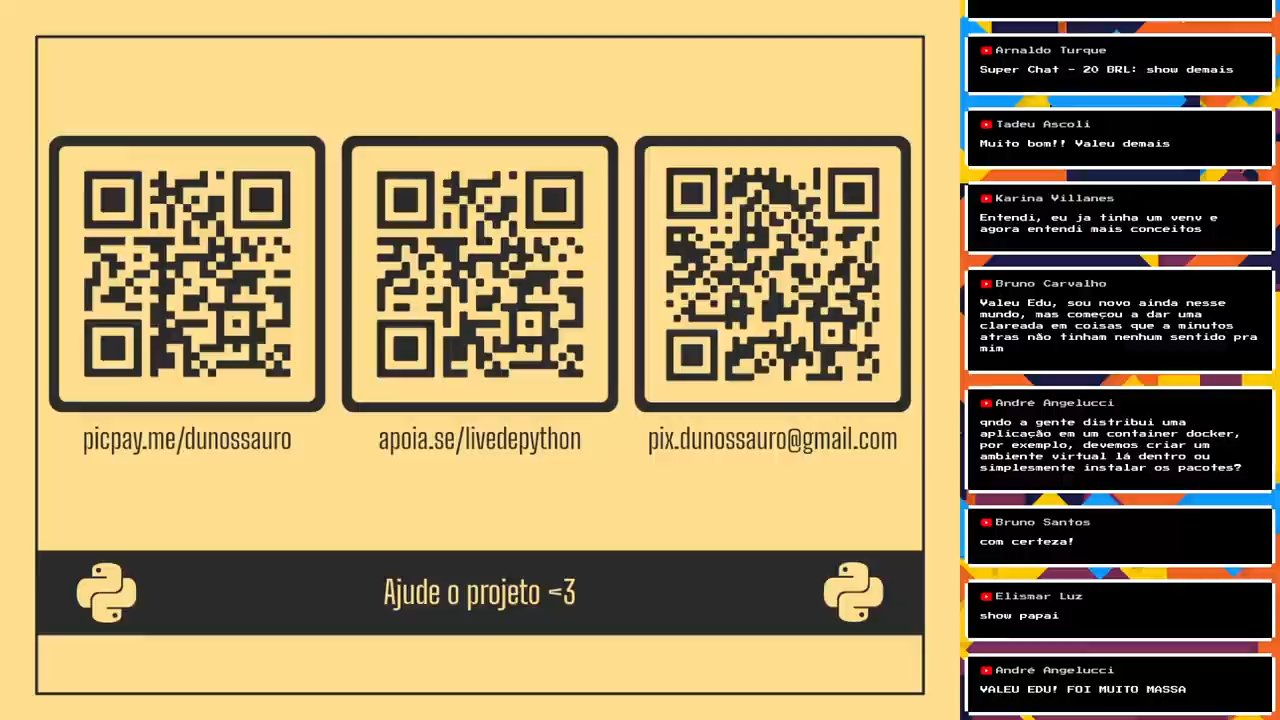 picpay.me/dunossauro
apoia.se/livedepython
pix.dunossauro@gmail.com
Ajude o projeto <3
Arnaldo Turque
Super Chat - 20 BRL: show demais
Tadeu Ascoli
Muito bom!! Valeu demais
Karina Villanes
Entendi, eu ja tinha um venv e
agora entendi mais conceitos
Bruno Carvalho
Valeu Edu, sou novo ainda nesse
mundo, mas começou a dar uma
clareada em coisas que a minutos
atras não tinham nenhum sentido pra
mim
André Angelucci
qndo a gente distribui uma
aplicação em um container docker,
por exemplo, devemos criar um
ambiente virtual lá dentro ou
simplesmente instalar os pacotes?
Bruno Santos
com certeza!
Elismar Luz
show papai
André Angelucci
VALEU EDU! FOI MUITO MASSA